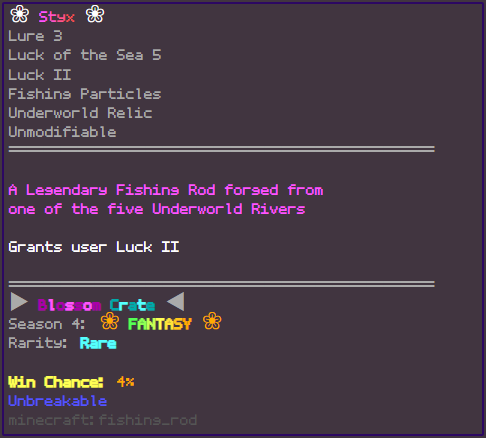 ❀ Styx ❀
Lure 3
Luck of the Sea 5
Luck II
Fishing Particles
Underworld Relic
Unmodifiable
A Legendary Fishing Rod forged from
one of the five Underworld Rivers
Grants user Luck II
▶ Blossom Crate ◀
Season 4: ❀ FANTASY ❀
Rarity: Rare
Win Chance: 4%
Unbreakable
minecraft:fishing_rod